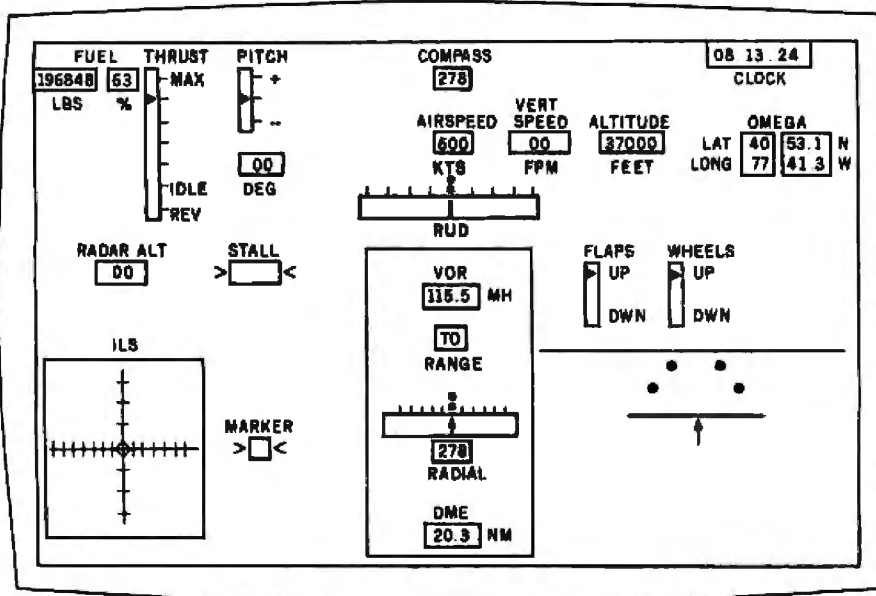 FUEL THRUST PITCH COMPASS 08 13 . 24
196848 63 MAX + 278 CLOCK
LBS % --
VERT
AIRSPEED SPEED ALTITUDE OMEGA
600 00 37000 LAT 40 53.1 N
KTS FPM FEET LONG 77 41.3 W
00
IDLE DEG
REV
RUD
RADAR ALT STALL VOR FLAPS WHEELS
00 > < 115.5 MH UP UP
DWN DWN
TO
RANGE
ILS
MARKER
> <
278
RADIAL
DME
20.3 NM